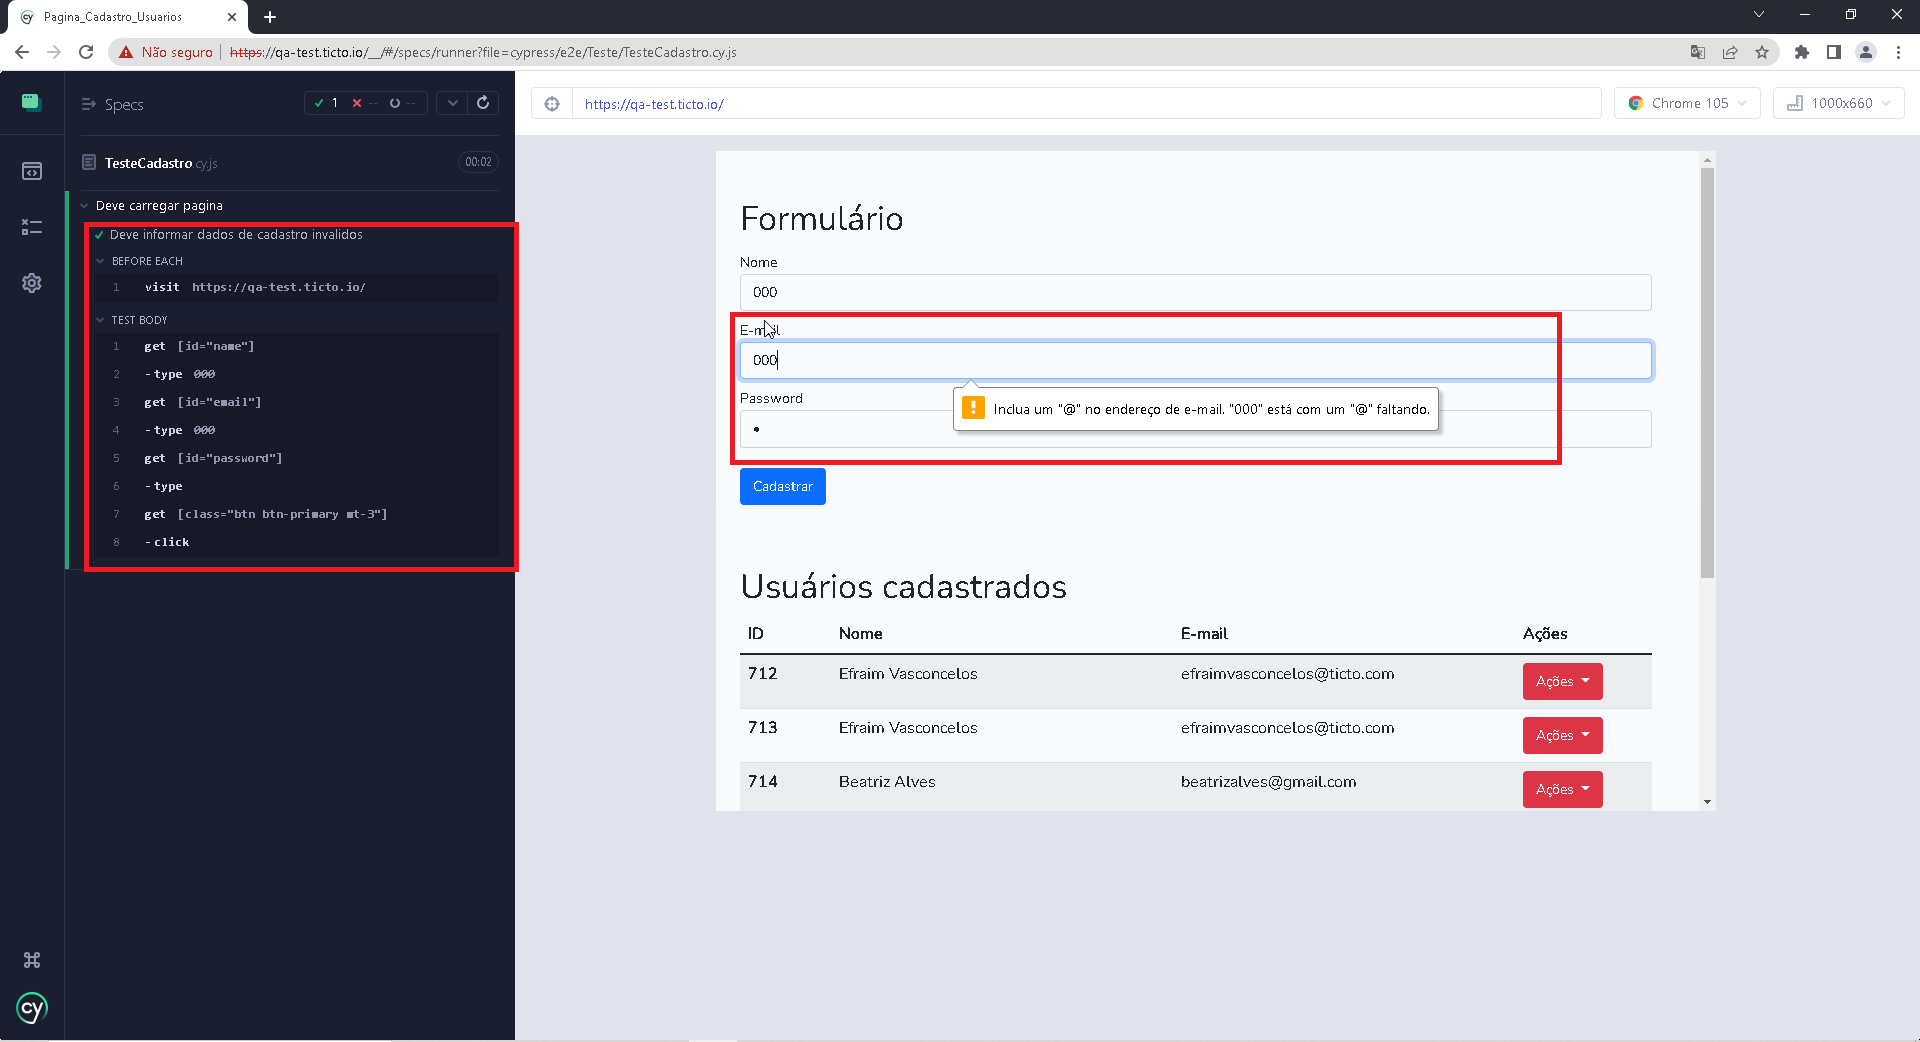 Pagina_Cadastro_Usuarios
Não seguro
https://qa-test.ticto.io/__/#/specs/runner?file=cypress/e2e/Teste/TesteCadastro.cy.js
Specs
1 -- --
https://qa-test.ticto.io/
Chrome 105
1000x660
TesteCadastro.cy.js
00:02
Deve carregar pagina
Deve informar dados de cadastro invalidos
BEFORE EACH
1 visit https://qa-test.ticto.io/
TEST BODY
1 get [id="name"]
2 -type 000
3 get [id="email"]
4 -type 000
5 get [id="password"]
6 -type
7 get [class="btn btn-primary mt-3"]
8 -click
cy
Formulário
Nome
000
E-mail
000
Password
Inclua um "@" no endereço de e-mail. "000" está com um "@" faltando.
•
Cadastrar
Usuários cadastrados
ID Nome E-mail Ações
712 Efraim Vasconcelos efraimvasconcelos@ticto.com Ações
713 Efraim Vasconcelos efraimvasconcelos@ticto.com Ações
714 Beatriz Alves beatrizalves@gmail.com Ações